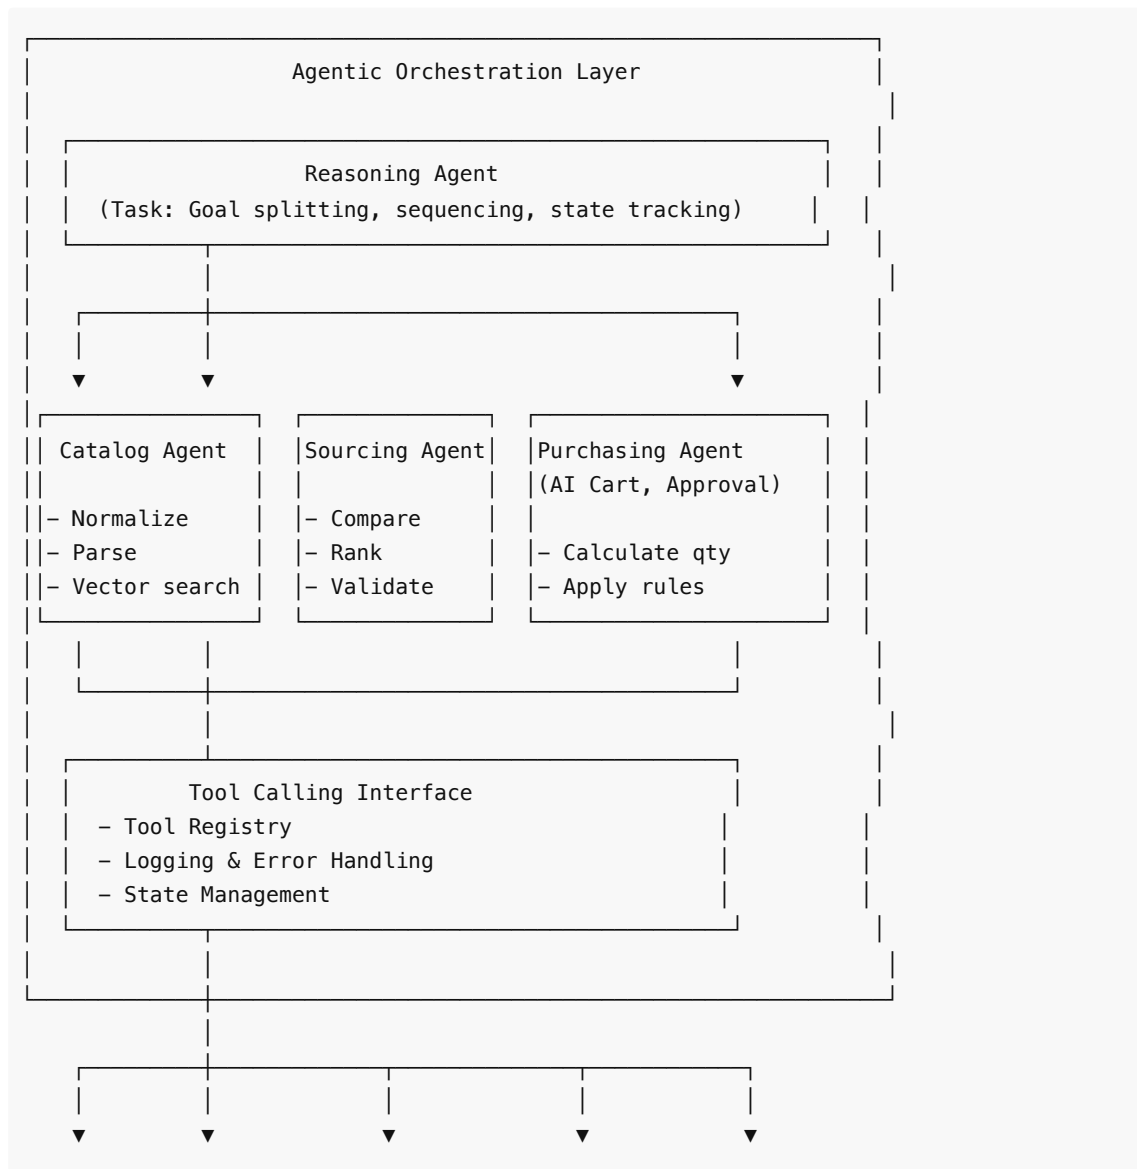 Agentic Orchestration Layer
Reasoning Agent
(Task: Goal splitting, sequencing, state tracking)
Catalog Agent Sourcing Agent Purchasing Agent
(AI Cart, Approval)
- Normalize - Compare
- Parse - Rank - Calculate qty
- Vector search - Validate - Apply rules
Tool Calling Interface
- Tool Registry
- Logging & Error Handling
- State Management